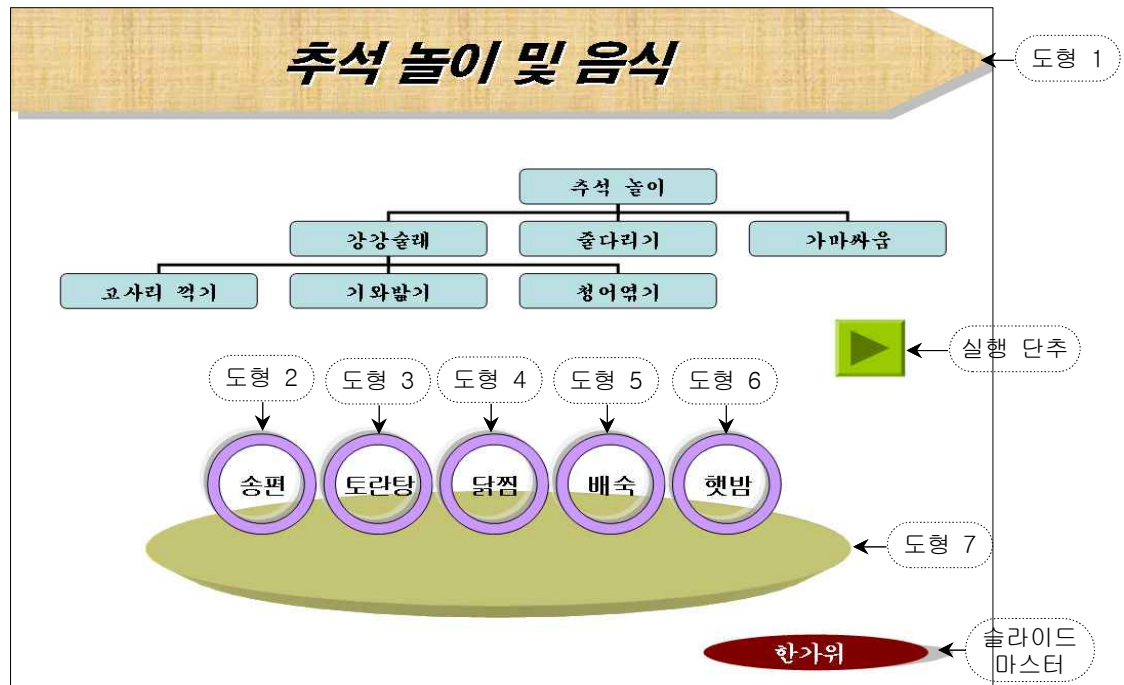 추석 놀이 및 음식
도형 1
추석 놀이
강강술래 줄다리기 가마싸움
고사리 꺽기 기와밟기 청어엮기
실행 단추
도형 2 도형 3 도형 4 도형 5 도형 6
송편 토란탕 닭찜 배숙 햇밤
도형 7
한가위
슬라이드
마스터